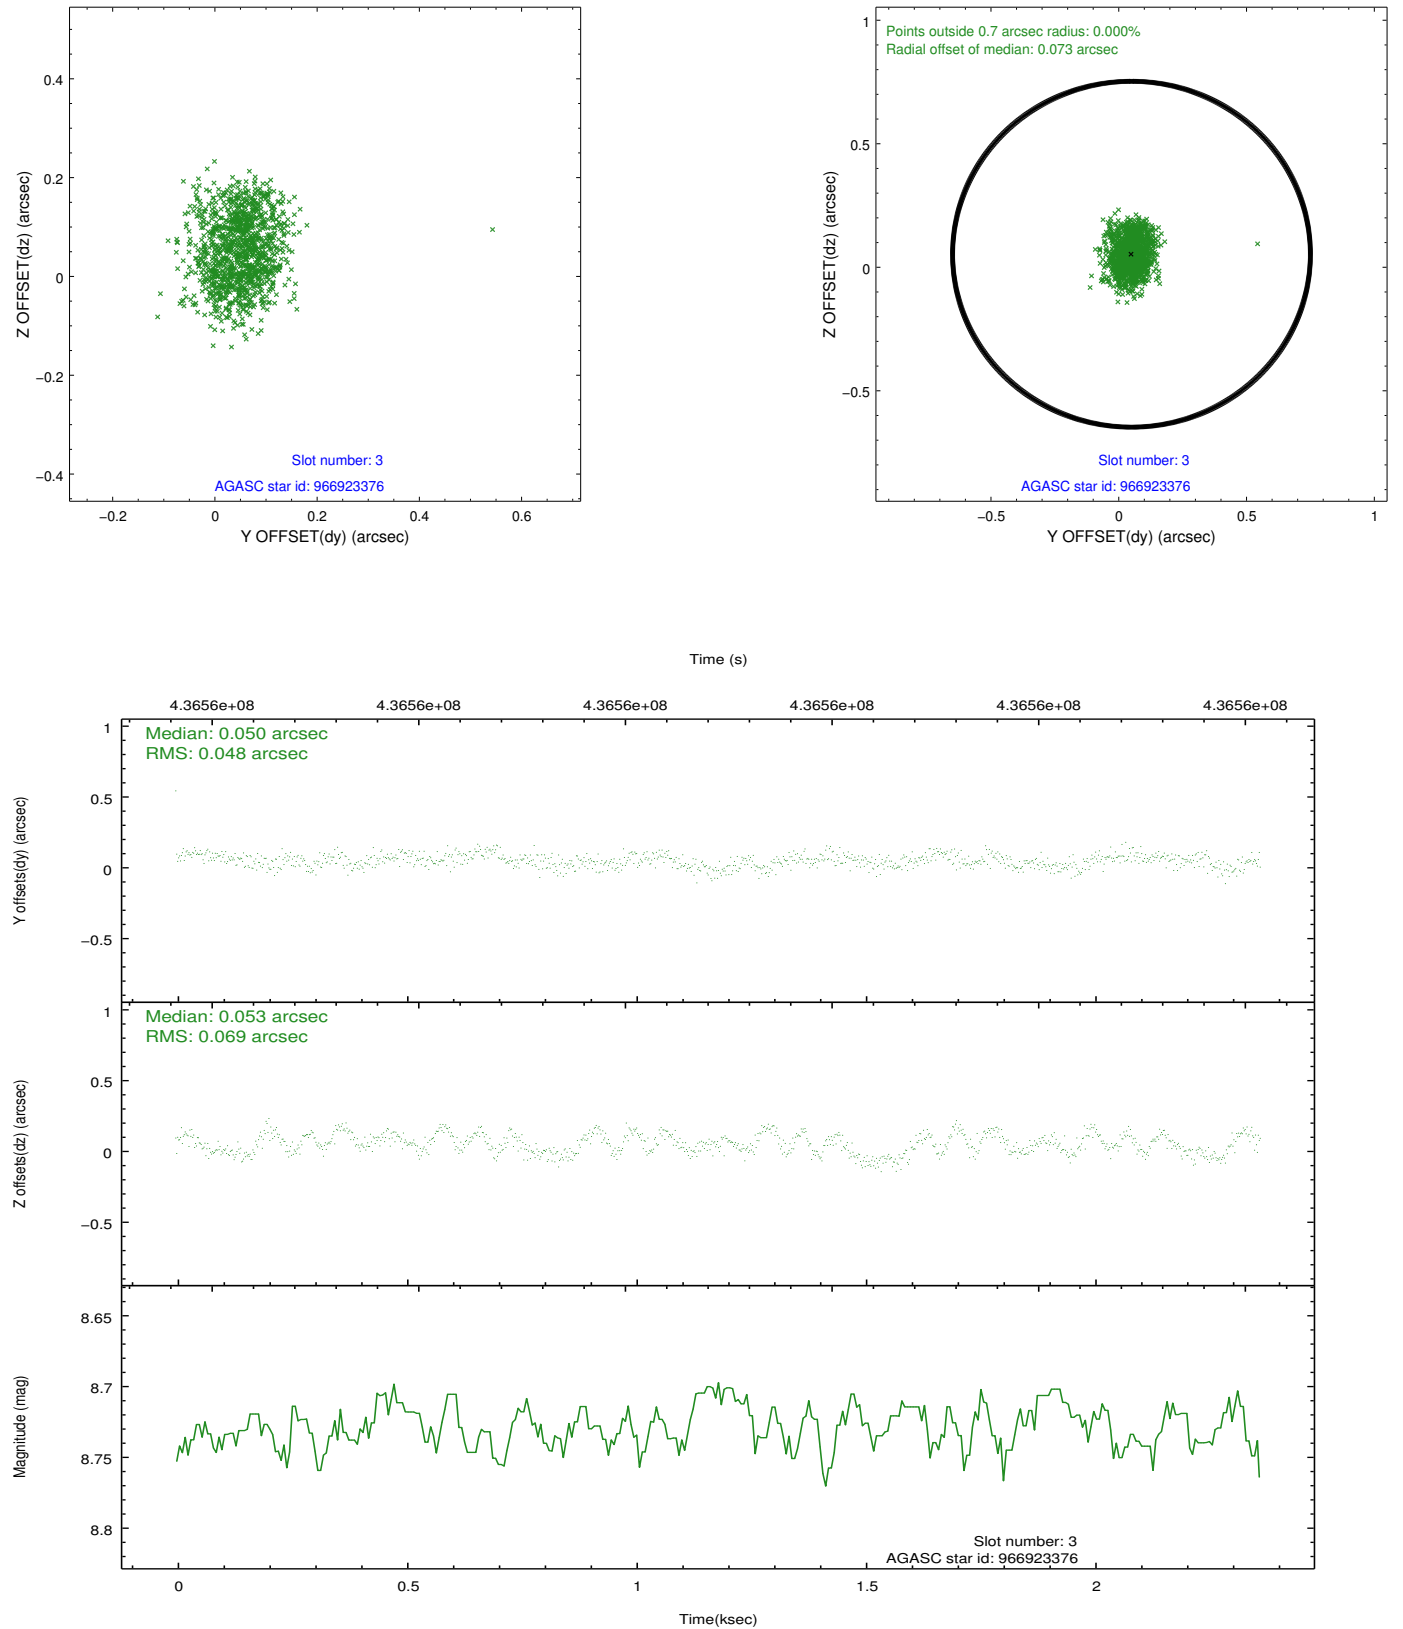 0.4
0.2
0
−0.2
−0.4
Z OFFSET(dz) (arcsec)
Slot number: 3
AGASC star id: 966923376
−0.2 0 0.2 0.4 0.6
Y OFFSET(dy) (arcsec)
Points outside 0.7 arcsec radius: 0.000%
Radial offset of median: 0.073 arcsec
1
0.5
0
−0.5
Z OFFSET(dz) (arcsec)
Slot number: 3
AGASC star id: 966923376
−0.5 0 0.5 1
Y OFFSET(dy) (arcsec)
Time (s)
4.3656e+08 4.3656e+08 4.3656e+08 4.3656e+08 4.3656e+08 4.3656e+08
Median: 0.050 arcsec
RMS: 0.048 arcsec
1
0.5
0
−0.5
Y offsets(dy) (arcsec)
Median: 0.053 arcsec
RMS: 0.069 arcsec
1
0.5
0
−0.5
Z offsets(dz) (arcsec)
8.65
8.7
8.75
8.8
Magnitude (mag)
Slot number: 3
AGASC star id: 966923376
0 0.5 1 1.5 2
Time(ksec)